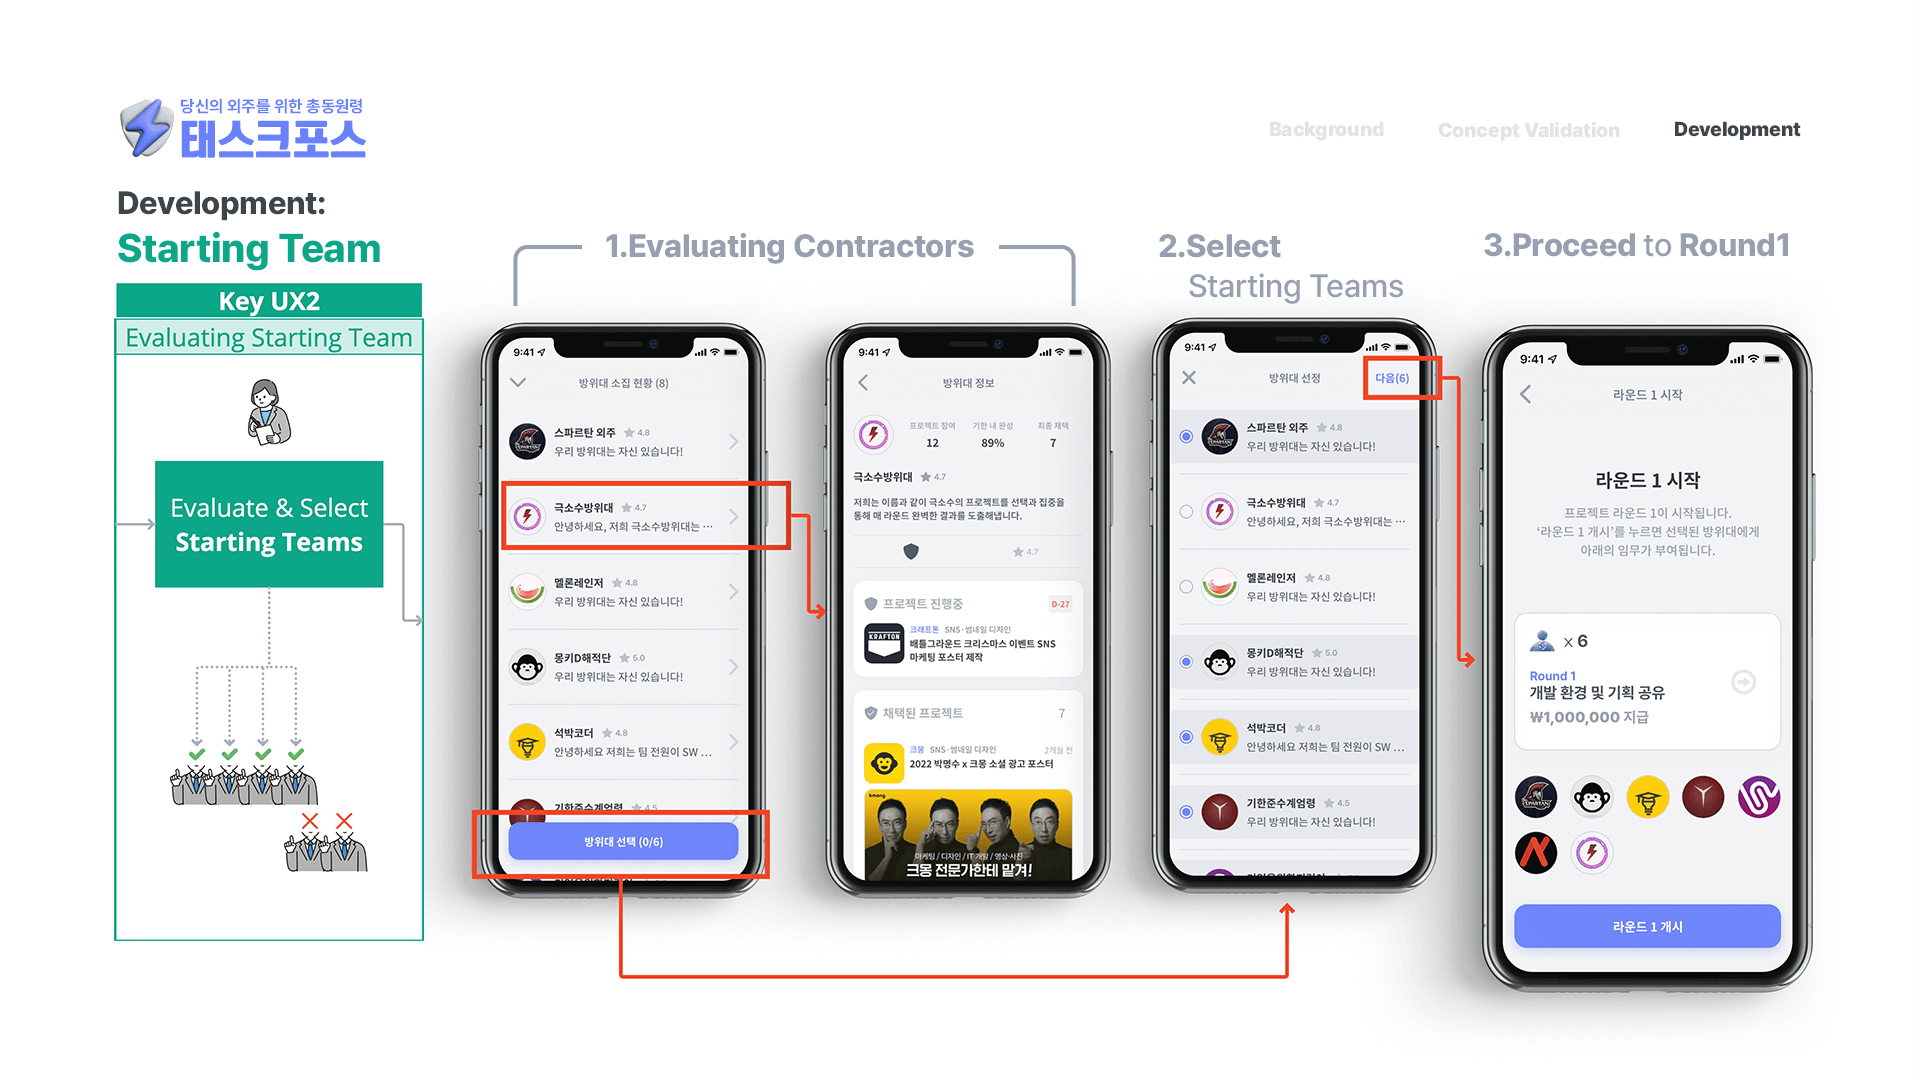 당신의 외주를 위한 총동원령
태스크포스
Background
Concept Validation
Development
Development:
Starting Team
Key UX2
Evaluating Starting Team
Evaluate & Select
Starting Teams
1.Evaluating Contractors
2.Select
Starting Teams
3.Proceed to Round1
9:41
방위대 소집 현황 (8)
스파르탄 외주 4.8
우리 방위대는 자신 있습니다!
극소수방위대 4.7
안녕하세요, 저희 극소수방위대는 ···
멜론레인저 4.8
우리 방위대는 자신 있습니다!
몽키D해적단 5.0
우리 방위대는 자신 있습니다!
석박코더 4.8
안녕하세요 저희는 팀 전원이 SW ...
기한준수계엄령 4.5
방위대 선택 (0/6)
9:41
방위대 정보
프로젝트 참여 기한 내 완성 최종 채택
12 89% 7
극소수방위대 4.7
저희는 이름과 같이 극소수의 프로젝트를 선택과 집중을
통해 매 라운드 완벽한 결과를 도출해냅니다.
4.7
프로젝트 진행중 D-27
KRAFTON
크래프톤 SNS·썸네일 디자인
배틀그라운드 크리스마스 이벤트 SNS
마케팅 포스터 제작
채택된 프로젝트 7
크몽 SNS·썸네일 디자인 2개월 전
2022 박명수 x 크몽 소셜 광고 포스터
kmong
마케팅 / 디자인 / IT 개발 / 영상·사진
크몽 전문가한테 맡겨!
9:41
방위대 선정
다음(6)
스파르탄 외주 4.8
우리 방위대는 자신 있습니다!
극소수방위대 4.7
안녕하세요, 저희 극소수방위대는 ···
멜론레인저 4.8
우리 방위대는 자신 있습니다!
몽키D해적단 5.0
우리 방위대는 자신 있습니다!
석박코더 4.8
안녕하세요 저희는 팀 전원이 SW ...
기한준수계엄령 4.5
우리 방위대는 자신 있습니다!
9:41
라운드 1 시작
라운드 1 시작
프로젝트 라운드 1이 시작됩니다.
‘라운드 1 개시’를 누르면 선택된 방위대에게
아래의 임무가 부여됩니다.
x 6
Round 1
개발 환경 및 기획 공유
₩1,000,000 지급
SPARTAN
라운드 1 개시